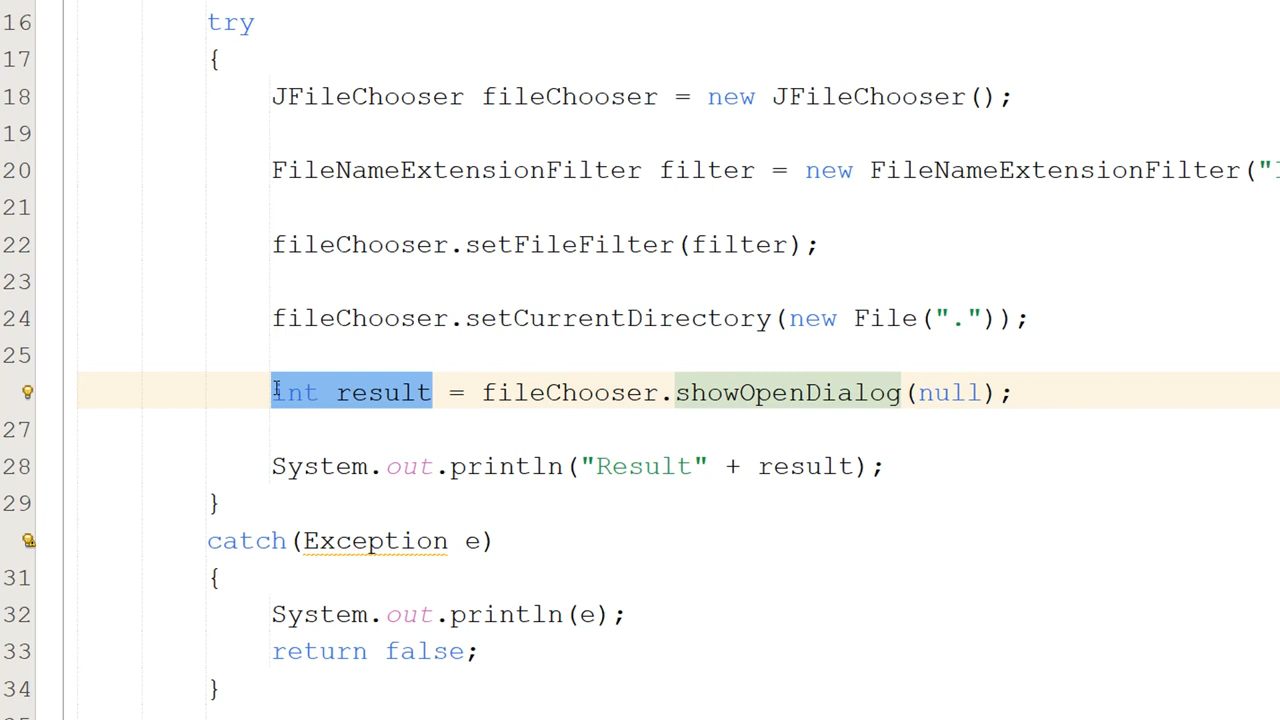 16 try
17 {
18 JFileChooser fileChooser = new JFileChooser();
19
20 FileNameExtensionFilter filter = new FileNameExtensionFilter("
21
22 fileChooser.setFileFilter(filter);
23
24 fileChooser.setCurrentDirectory(new File("."));
25
int result = fileChooser.showOpenDialog(null);
27
28 System.out.println("Result" + result);
29 }
catch(Exception e)
31 {
32 System.out.println(e);
33 return false;
34 }